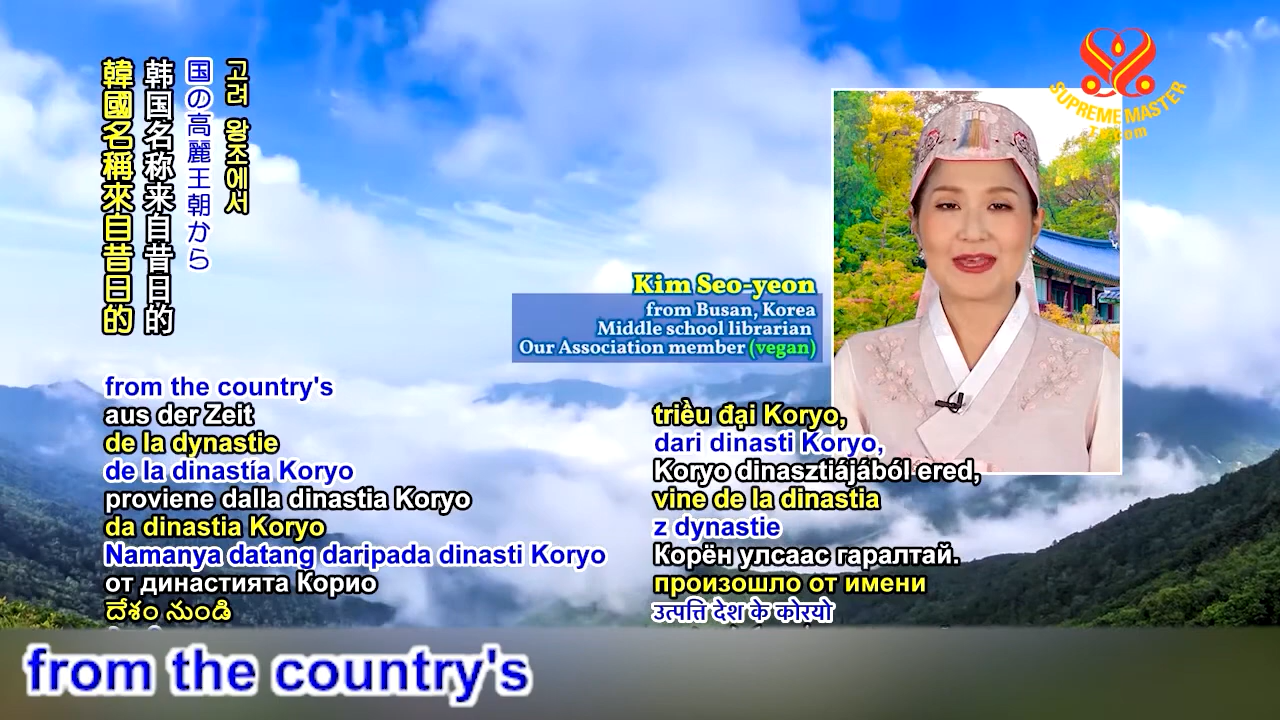 韓國名稱來自昔日的
韩国名称来自昔日的
国の高麗王朝から
고려 왕조에서
SUPREME MASTER
TV.com
Kim Seo-yeon
from Busan, Korea
Middle school librarian
Our Association member (vegan)
from the country's
aus der Zeit
de la dynastie
de la dinastía Koryo
proviene dalla dinastia Koryo
da dinastia Koryo
Namanya datang daripada dinasti Koryo
от династията Корио
దేశం నుండి
triều đại Koryo,
dari dinasti Koryo,
Koryo dinasztiájából ered,
vine de la dinastia
z dynastie
Корён улсаас гаралтай.
произошло от имени
उत्पत्ति देश के कोरयो
from the country's